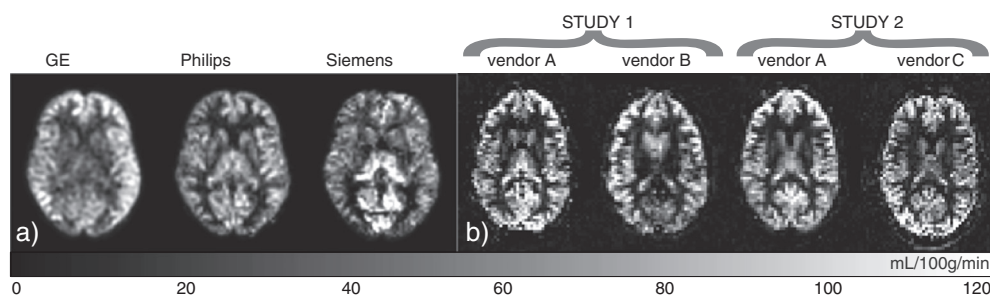 STUDY 1 STUDY 2
GE Philips Siemens vendor A vendor B vendor A vendor C
a) b)
mL/100g/min
0 20 40 60 80 100 120